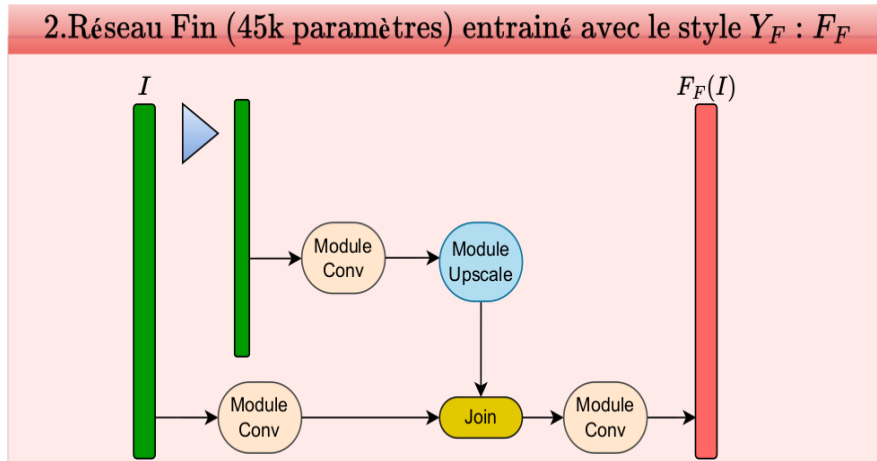 2.Réseau Fin (45k paramètres) entrainé avec le style Y_F : F_F
I
F_F(I)
Module
Conv
Module
Upscale
Module
Conv
Join
Module
Conv